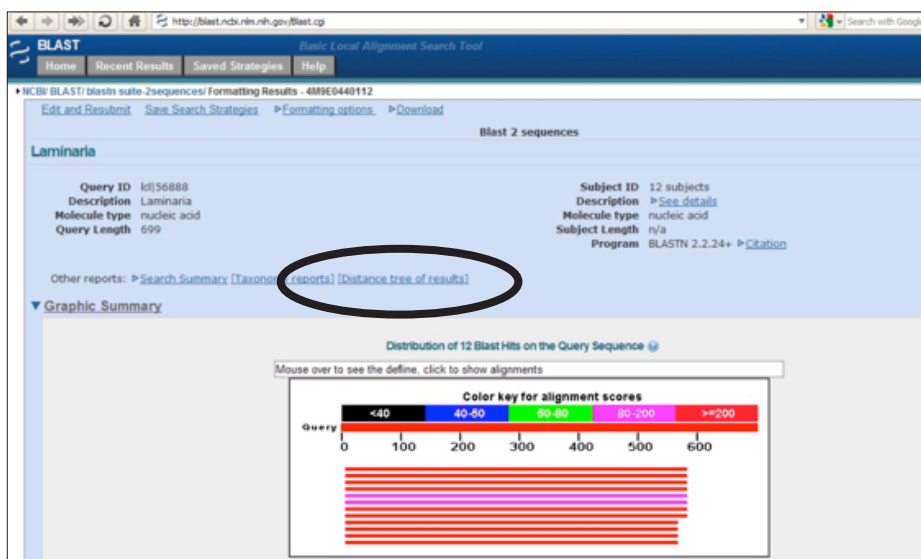 http://blast.ncbi.nlm.nih.gov/Blast.cgi
Search with Google
BLAST
Basic Local Alignment Search Tool
Home Recent Results Saved Strategies Help
NCBI/ BLAST/ blastn suite-2sequences/ Formatting Results - 4M9E0440112
Edit and Resubmit Save Search Strategies Formatting options Download
Blast 2 sequences
Laminaria
Query ID lcl|56888
Description Laminaria
Molecule type nucleic acid
Query Length 699
Subject ID 12 subjects
Description See details
Molecule type nucleic acid
Subject Length n/a
Program BLASTN 2.2.24+ Citation
Other reports: Search Summary [Taxonomy reports] [Distance tree of results]
Graphic Summary
Distribution of 12 Blast Hits on the Query Sequence
Mouse over to see the define, click to show alignments
Color key for alignment scores
<40 40-50 50-80 80-200 >=200
Query
0 100 200 300 400 500 600